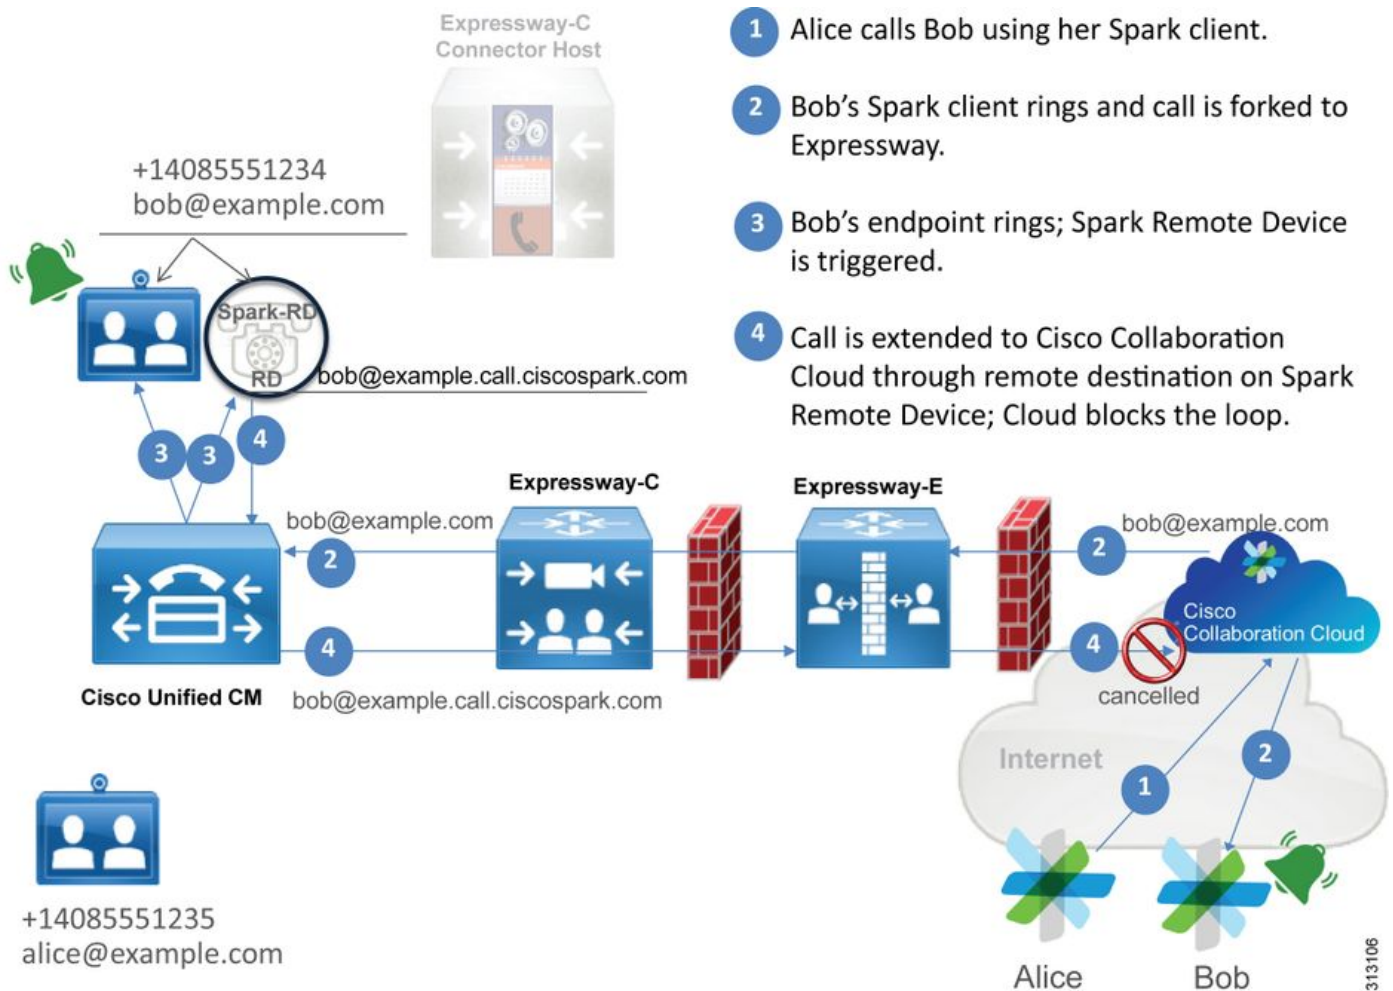 Expressway-C
Connector Host
1 Alice calls Bob using her Spark client.
2 Bob's Spark client rings and call is forked to
Expressway.
3 Bob's endpoint rings; Spark Remote Device
is triggered.
4 Call is extended to Cisco Collaboration
Cloud through remote destination on Spark
Remote Device; Cloud blocks the loop.
+14085551234
bob@example.com
Spark-RD
RD
bob@example.call.ciscospark.com
3
3
4
Expressway-C
Expressway-E
bob@example.com
bob@example.com
2
2
4
4
Cisco
Collaboration Cloud
cancelled
Cisco Unified CM
bob@example.call.ciscospark.com
Internet
1
2
+14085551235
alice@example.com
Alice
Bob
313106